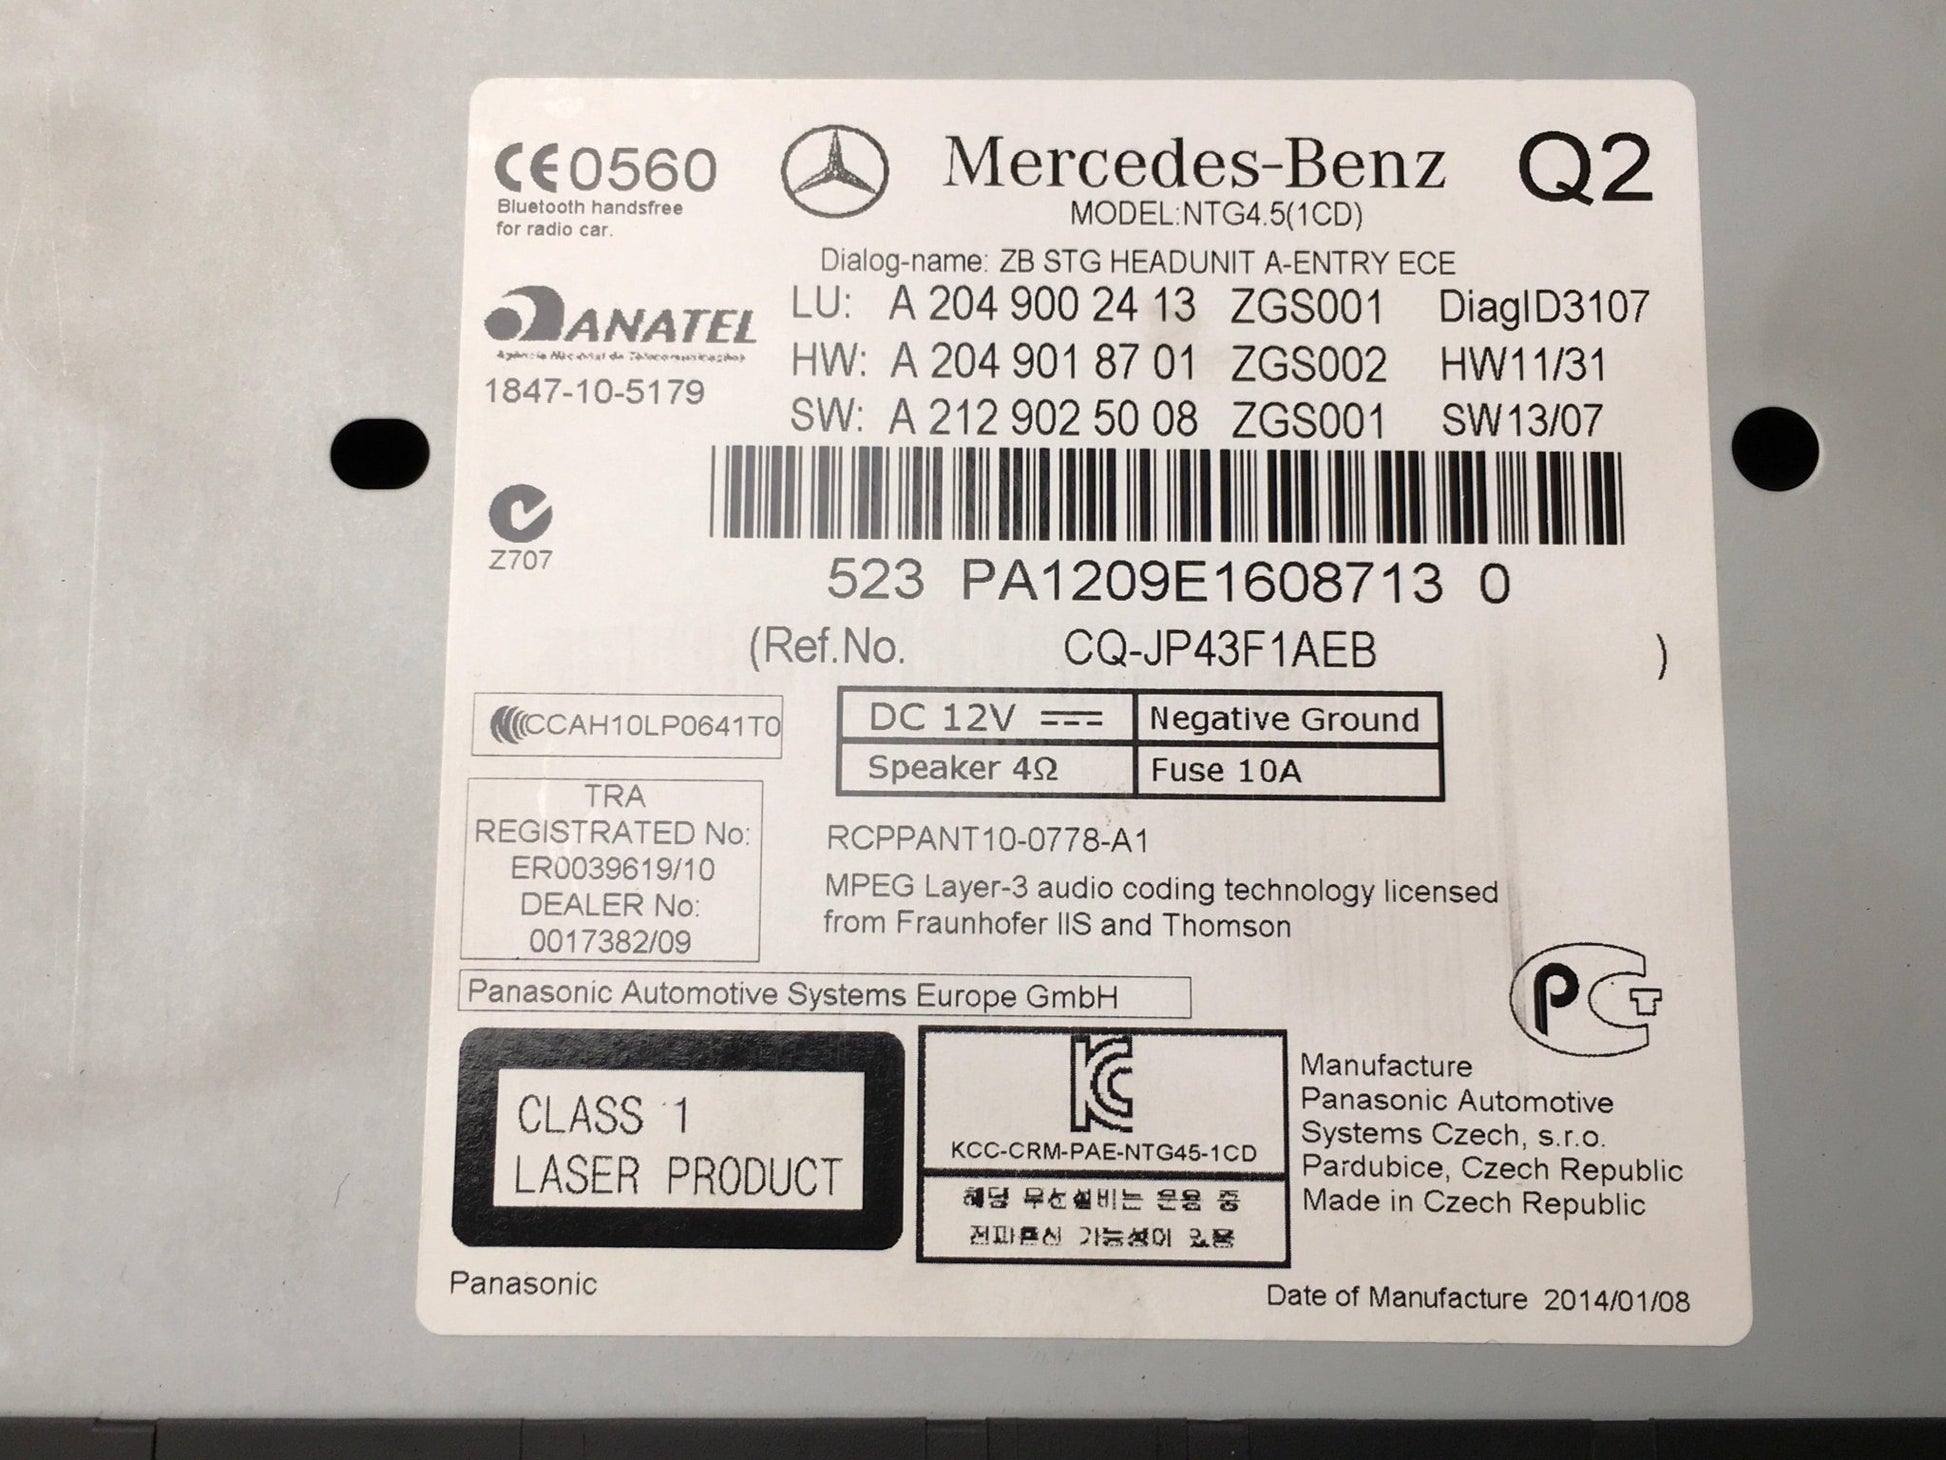 CE0560
Bluetooth handsfree
for radio car.
Mercedes-Benz
Q2
MODEL:NTG4.5(1CD)
Dialog-name: ZB STG HEADUNIT A-ENTRY ECE
LU: A 204 900 24 13 ZGS001 DiagID3107
HW: A 204 901 87 01 ZGS002 HW11/31
SW: A 212 902 50 08 ZGS001 SW13/07
ANATEL
Agência Nacional de Telecomunicações
1847-10-5179
Z707
523 PA1209E1608713 0
(Ref.No. CQ-JP43F1AEB )
CCAH10LP0641T0
DC 12V Negative Ground
Speaker 4Ω Fuse 10A
TRA
REGISTRATED No:
ER0039619/10
DEALER No:
0017382/09
RCPPANT10-0778-A1
MPEG Layer-3 audio coding technology licensed
from Fraunhofer IIS and Thomson
Panasonic Automotive Systems Europe GmbH
PCT
CLASS 1
LASER PRODUCT
KC
KCC-CRM-PAE-NTG45-1CD
해당 무선설비는 운용 중
전파혼신 가능성이 있음
Manufacture
Panasonic Automotive
Systems Czech, s.r.o.
Pardubice, Czech Republic
Made in Czech Republic
Panasonic
Date of Manufacture 2014/01/08